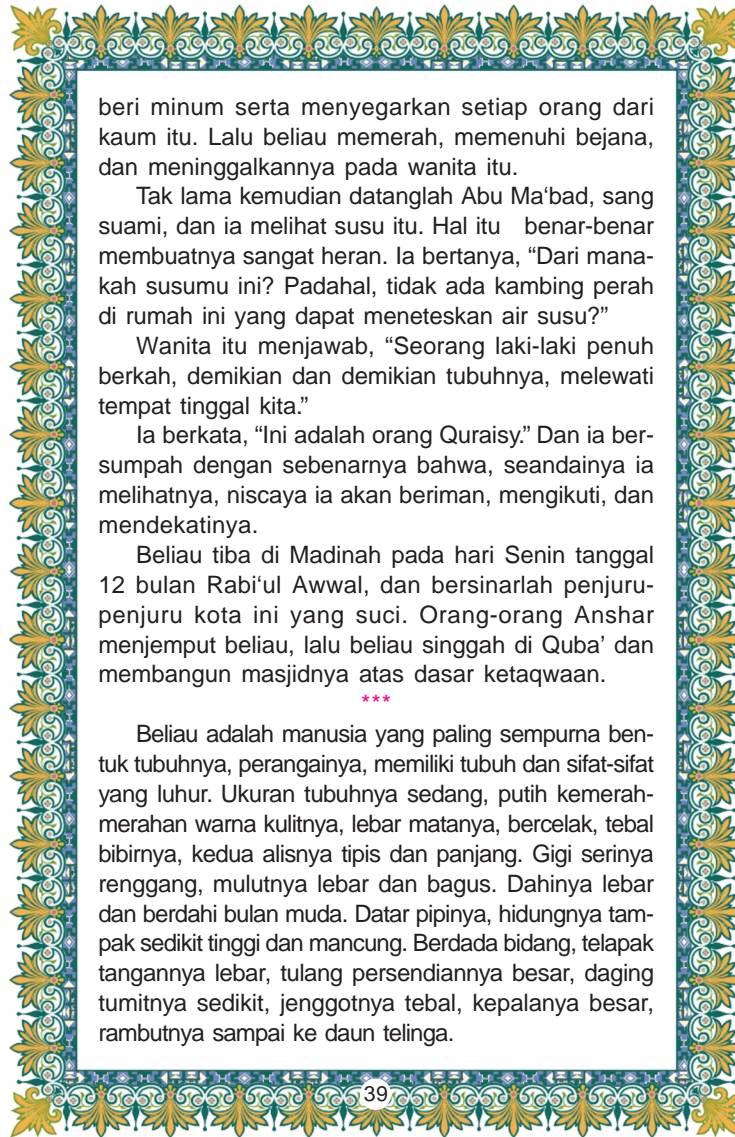 beri minum serta menyegarkan setiap orang dari
kaum itu. Lalu beliau memerah, memenuhi bejana,
dan meninggalkannya pada wanita itu.
Tak lama kemudian datanglah Abu Ma‘bad, sang
suami, dan ia melihat susu itu. Hal itu benar-benar
membuatnya sangat heran. Ia bertanya, “Dari mana-
kah susumu ini? Padahal, tidak ada kambing perah
di rumah ini yang dapat meneteskan air susu?”
Wanita itu menjawab, “Seorang laki-laki penuh
berkah, demikian dan demikian tubuhnya, melewati
tempat tinggal kita.”
Ia berkata, “Ini adalah orang Quraisy.” Dan ia ber-
sumpah dengan sebenarnya bahwa, seandainya ia
melihatnya, niscaya ia akan beriman, mengikuti, dan
mendekatinya.
Beliau tiba di Madinah pada hari Senin tanggal
12 bulan Rabi‘ul Awwal, dan bersinarlah penjuru-
penjuru kota ini yang suci. Orang-orang Anshar
menjemput beliau, lalu beliau singgah di Quba’ dan
membangun masjidnya atas dasar ketaqwaan.
***
Beliau adalah manusia yang paling sempurna ben-
tuk tubuhnya, perangainya, memiliki tubuh dan sifat-sifat
yang luhur. Ukuran tubuhnya sedang, putih kemerah-
merahan warna kulitnya, lebar matanya, bercelak, tebal
bibirnya, kedua alisnya tipis dan panjang. Gigi serinya
renggang, mulutnya lebar dan bagus. Dahinya lebar
dan berdahi bulan muda. Datar pipinya, hidungnya tam-
pak sedikit tinggi dan mancung. Berdada bidang, telapak
tangannya lebar, tulang persendiannya besar, daging
tumitnya sedikit, jenggotnya tebal, kepalanya besar,
rambutnya sampai ke daun telinga.
39